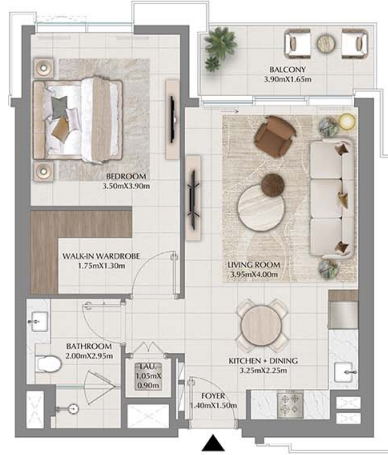 BALCONY
3.90mX1.65m
BEDROOM
3.50mX3.90m
WALK-IN WARDROBE
1.75mX1.30m
LIVING ROOM
3.95mX4.00m
BATHROOM
2.00mX2.95m
LAU.
1.05mX
0.90m
KITCHEN + DINING
3.25mX2.25m
FOYER
1.40mX1.50m